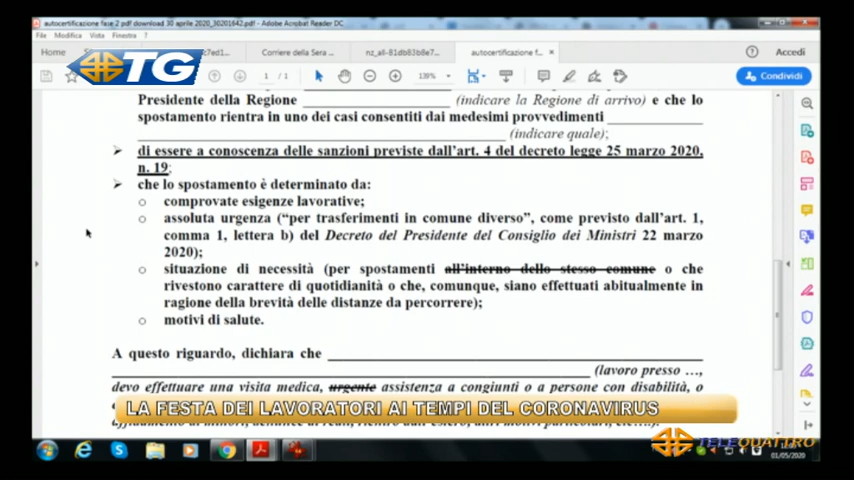 autocertificazione fase 2 pdf download 30 aprile 2020_30201642.pdf - Adobe Acrobat Reader DC
File Modifica Vista Finestra ?
Home
Corriere della Sera ...
nz_all-81db83b8e7...
autocertificazione f... ×
Accedi
TG
1 / 1
138%
Condividi
Presidente della Regione (indicare la Regione di arrivo) e che lo
spostamento rientra in uno dei casi consentiti dai medesimi provvedimenti
(indicare quale);
di essere a conoscenza delle sanzioni previste dall'art. 4 del decreto legge 25 marzo 2020,
n. 19;
che lo spostamento è determinato da:
comprovate esigenze lavorative;
assoluta urgenza ("per trasferimenti in comune diverso", come previsto dall'art. 1,
comma 1, lettera b) del Decreto del Presidente del Consiglio dei Ministri 22 marzo
2020);
situazione di necessità (per spostamenti all'interno dello stesso comune o che
rivestono carattere di quotidianità o che, comunque, siano effettuati abitualmente in
ragione della brevità delle distanze da percorrere);
motivi di salute.
A questo riguardo, dichiara che
(lavoro presso ...,
devo effettuare una visita medica, urgente assistenza a congiunti o a persone con disabilità, o
LA FESTA DEI LAVORATORI AI TEMPI DEL CORONAVIRUS
TELEQUATTRO
01/05/2020